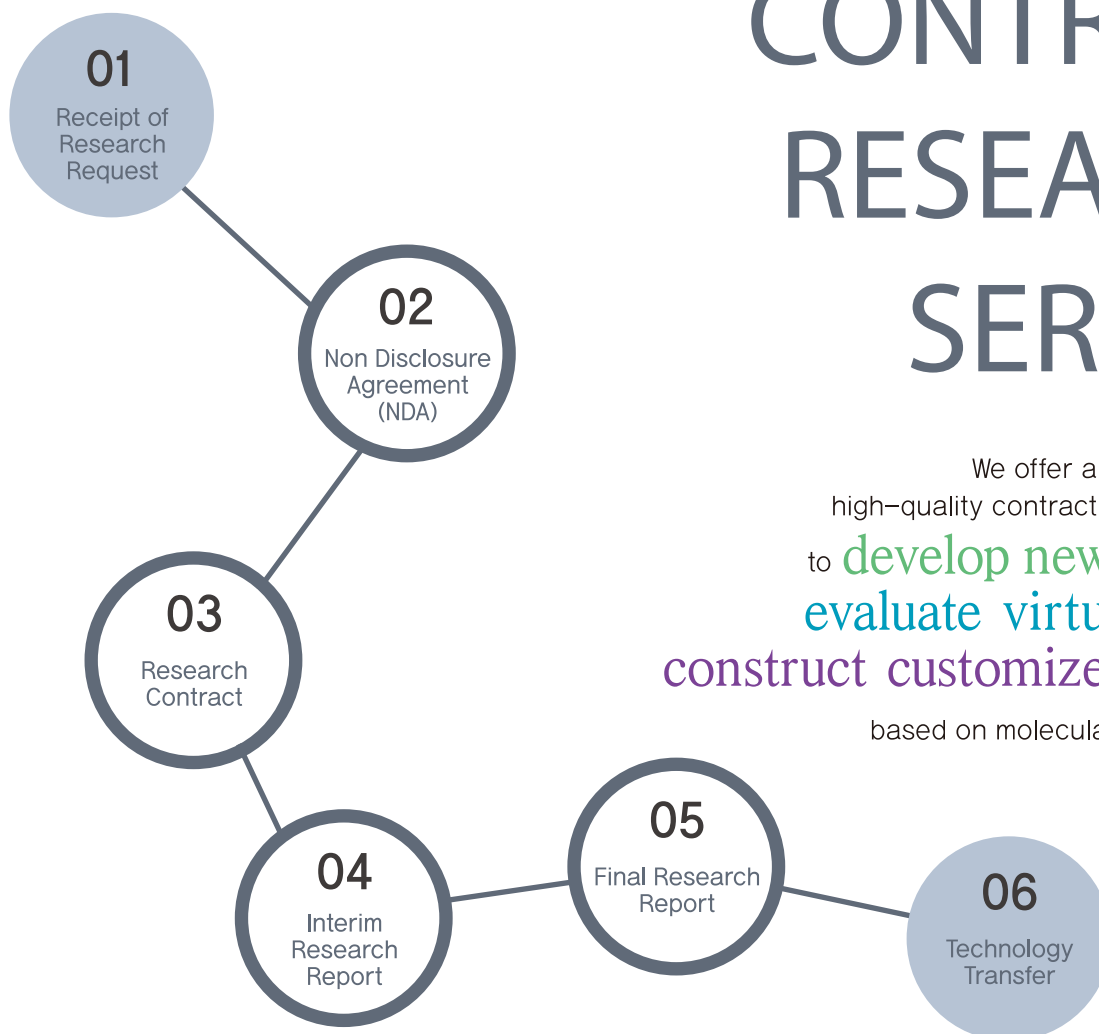 01
Receipt of
Research
Request
02
Non Disclosure
Agreement
(NDA)
03
Research
Contract
04
Interim
Research
Report
05
Final Research
Report
06
Technology
Transfer
CONTR
RESEA
SER
We offer a
high-quality contract
to develop new
evaluate virtu
construct customize
based on molecula